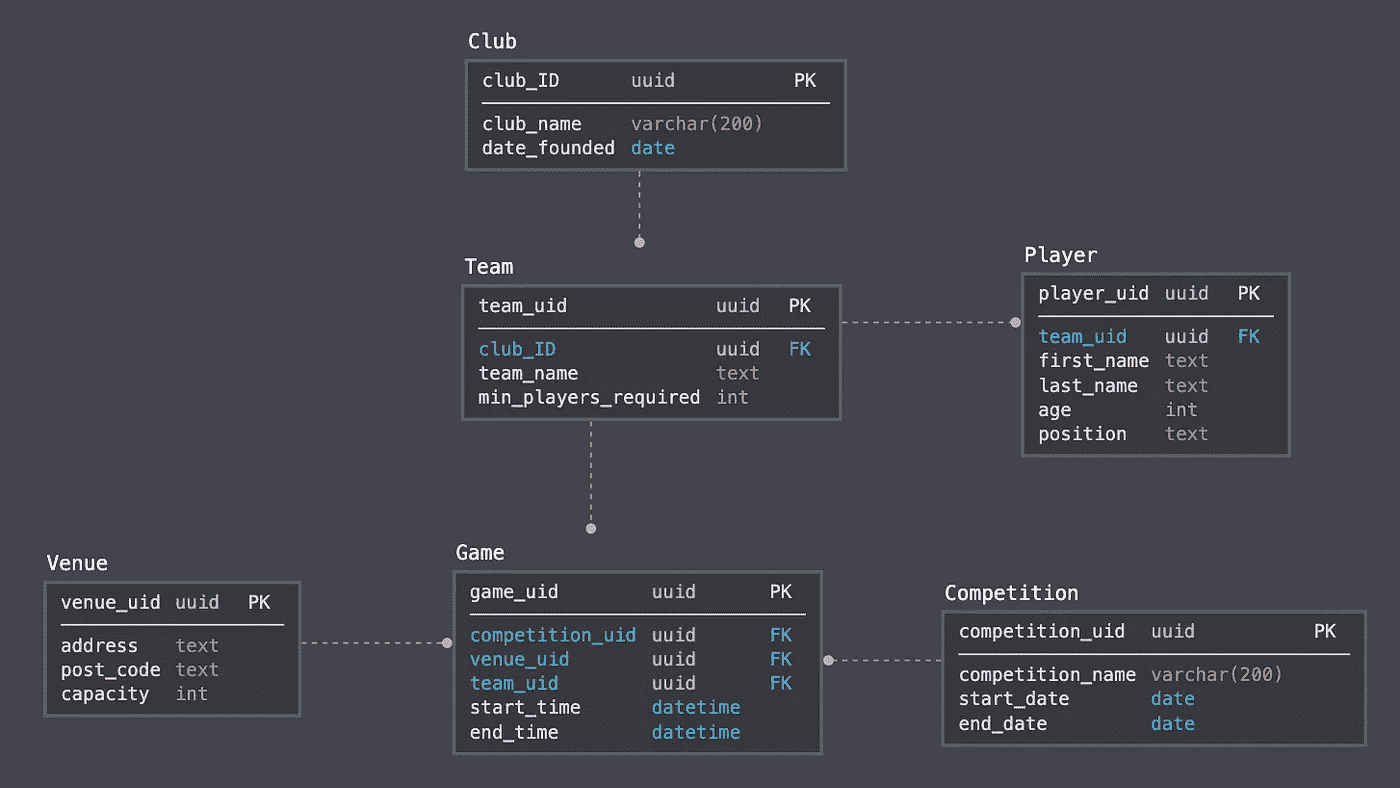 Club
club_ID uuid PK
club_name varchar(200)
date_founded date
Team
team_uid uuid PK
club_ID uuid FK
team_name text
min_players_required int
Player
player_uid uuid PK
team_uid uuid FK
first_name text
last_name text
age int
position text
Venue
venue_uid uuid PK
address text
post_code text
capacity int
Game
game_uid uuid PK
competition_uid uuid FK
venue_uid uuid FK
team_uid uuid FK
start_time datetime
end_time datetime
Competition
competition_uid uuid PK
competition_name varchar(200)
start_date date
end_date date